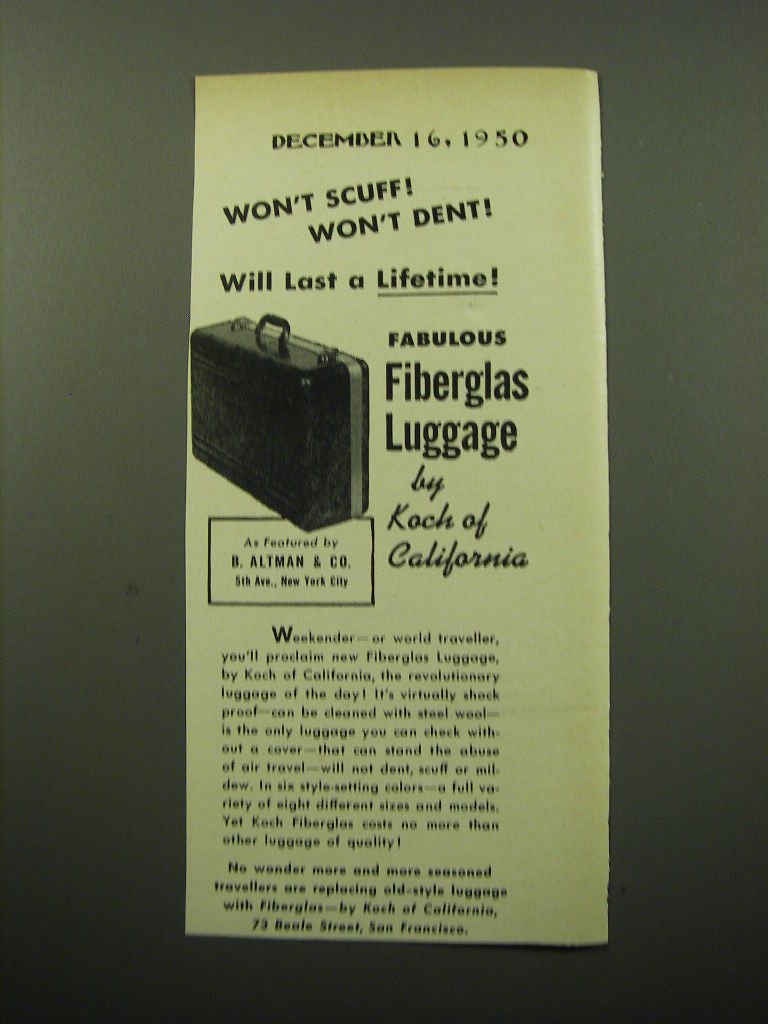 DECEMBER 16, 1950
WON'T SCUFF!
WON'T DENT!
Will Last a Lifetime!
FABULOUS
Fiberglas
Luggage
by
Koch of
California
As Featured by
B. ALTMAN & CO.
5th Ave., New York City
Weekender—or world traveller,
you'll proclaim new Fiberglas Luggage,
by Koch of California, the revolutionary
luggage of the day! It's virtually shock
proof—can be cleaned with steel wool—
is the only luggage you can check with-
out a cover—that can stand the abuse
of air travel—will not dent, scuff or mil-
dew. In six style-setting colors—a full va-
riety of eight different sizes and models.
Yet Koch Fiberglas costs no more than
other luggage of quality!
No wonder more and more seasoned
travellers are replacing old-style luggage
with Fiberglas—by Koch of California,
73 Beale Street, San Francisco.